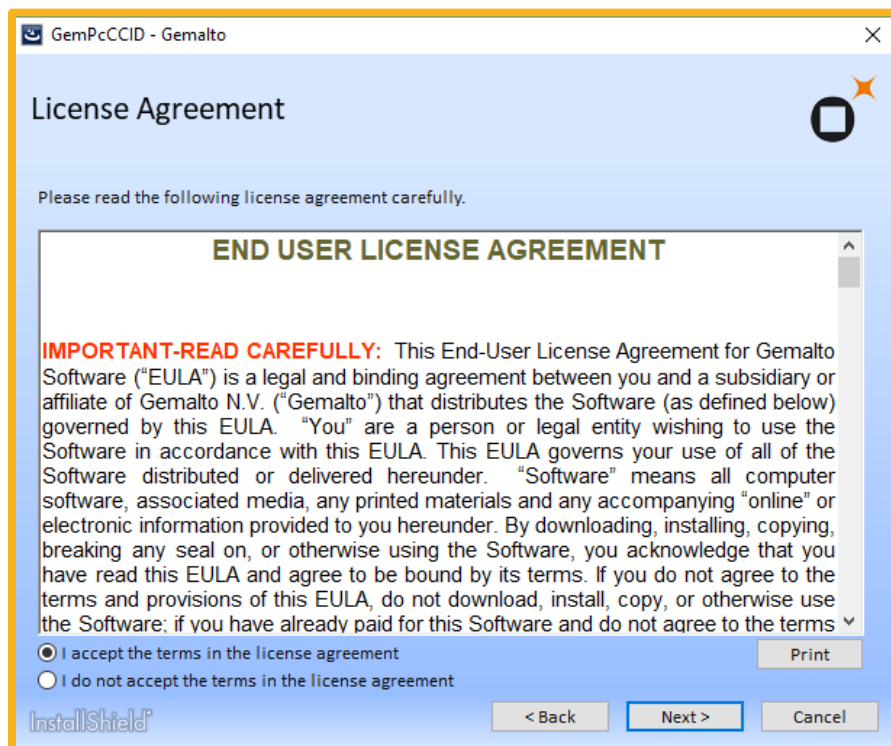 GemPcCCID - Gemalto
License Agreement
Please read the following license agreement carefully.
END USER LICENSE AGREEMENT
IMPORTANT-READ CAREFULLY: This End-User License Agreement for Gemalto
Software (“EULA”) is a legal and binding agreement between you and a subsidiary or
affiliate of Gemalto N.V. (“Gemalto”) that distributes the Software (as defined below)
governed by this EULA. “You” are a person or legal entity wishing to use the
Software in accordance with this EULA. This EULA governs your use of all of the
Software distributed or delivered hereunder. “Software” means all computer
software, associated media, any printed materials and any accompanying “online” or
electronic information provided to you hereunder. By downloading, installing, copying,
breaking any seal on, or otherwise using the Software, you acknowledge that you
have read this EULA and agree to be bound by its terms. If you do not agree to the
terms and provisions of this EULA, do not download, install, copy, or otherwise use
the Software; if you have already paid for this Software and do not agree to the terms
I accept the terms in the license agreement
Print
I do not accept the terms in the license agreement
InstallShield
< Back
Next >
Cancel